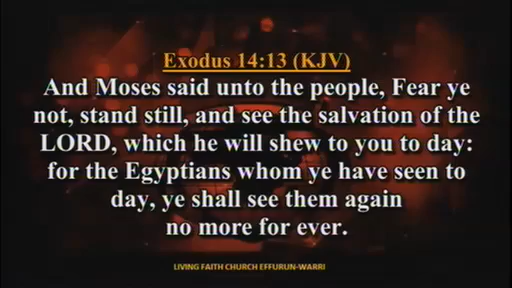 Exodus 14:13 (KJV)
And Moses said unto the people, Fear ye
not, stand still, and see the salvation of the
LORD, which he will shew to you to day:
for the Egyptians whom ye have seen to
day, ye shall see them again
no more for ever.
LIVING FAITH CHURCH EFFURUN-WARRI